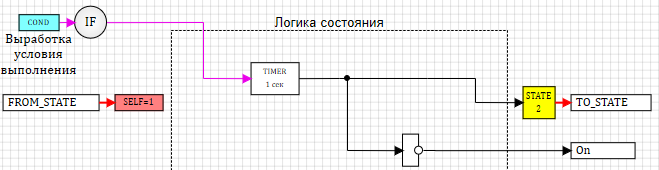 COND
IF
Логика состояния
Выработка
условия
выполнения
TIMER
1 сек
FROM_STATE
SELF=1
STATE
2
TO_STATE
On